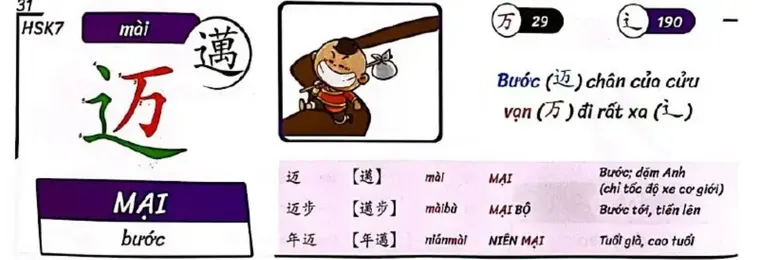 31
HSK7
mài
邁
迈
MẠI
bước
万 29
辶 190
Bước (迈) chân của cửu
vạn (万) đi rất xa (辶)
迈 【邁】 mài MẠI Bước; dặm Anh
(chỉ tốc độ xe cơ giới)
迈步 【邁步】 màibù MẠI BỘ Bước tới, tiến lên
年迈 【年邁】 niánmài NIÊN MẠI Tuổi già, cao tuổi